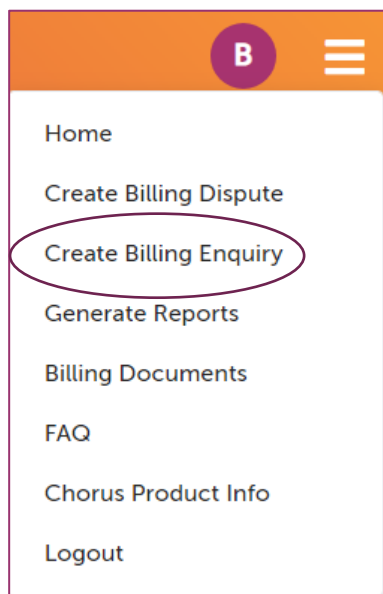 B
Home
Create Billing Dispute
Create Billing Enquiry
Generate Reports
Billing Documents
FAQ
Chorus Product Info
Logout